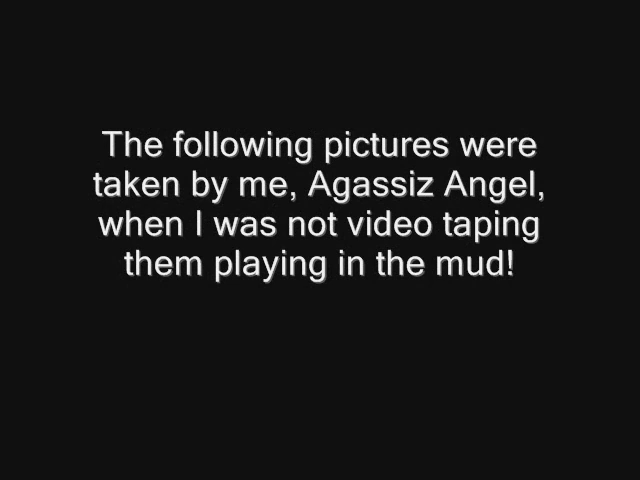 The following pictures were
taken by me, Agassiz Angel,
when I was not video taping
them playing in the mud!